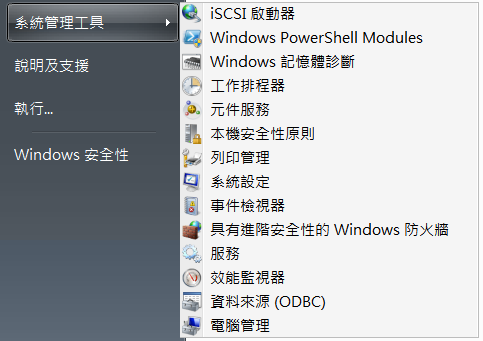 系統管理工具
說明及支援
執行...
Windows 安全性
iSCSI 啟動器
Windows PowerShell Modules
Windows 記憶體診斷
工作排程器
元件服務
本機安全性原則
列印管理
系統設定
事件檢視器
具有進階安全性的 Windows 防火牆
服務
效能監視器
資料來源 (ODBC)
電腦管理